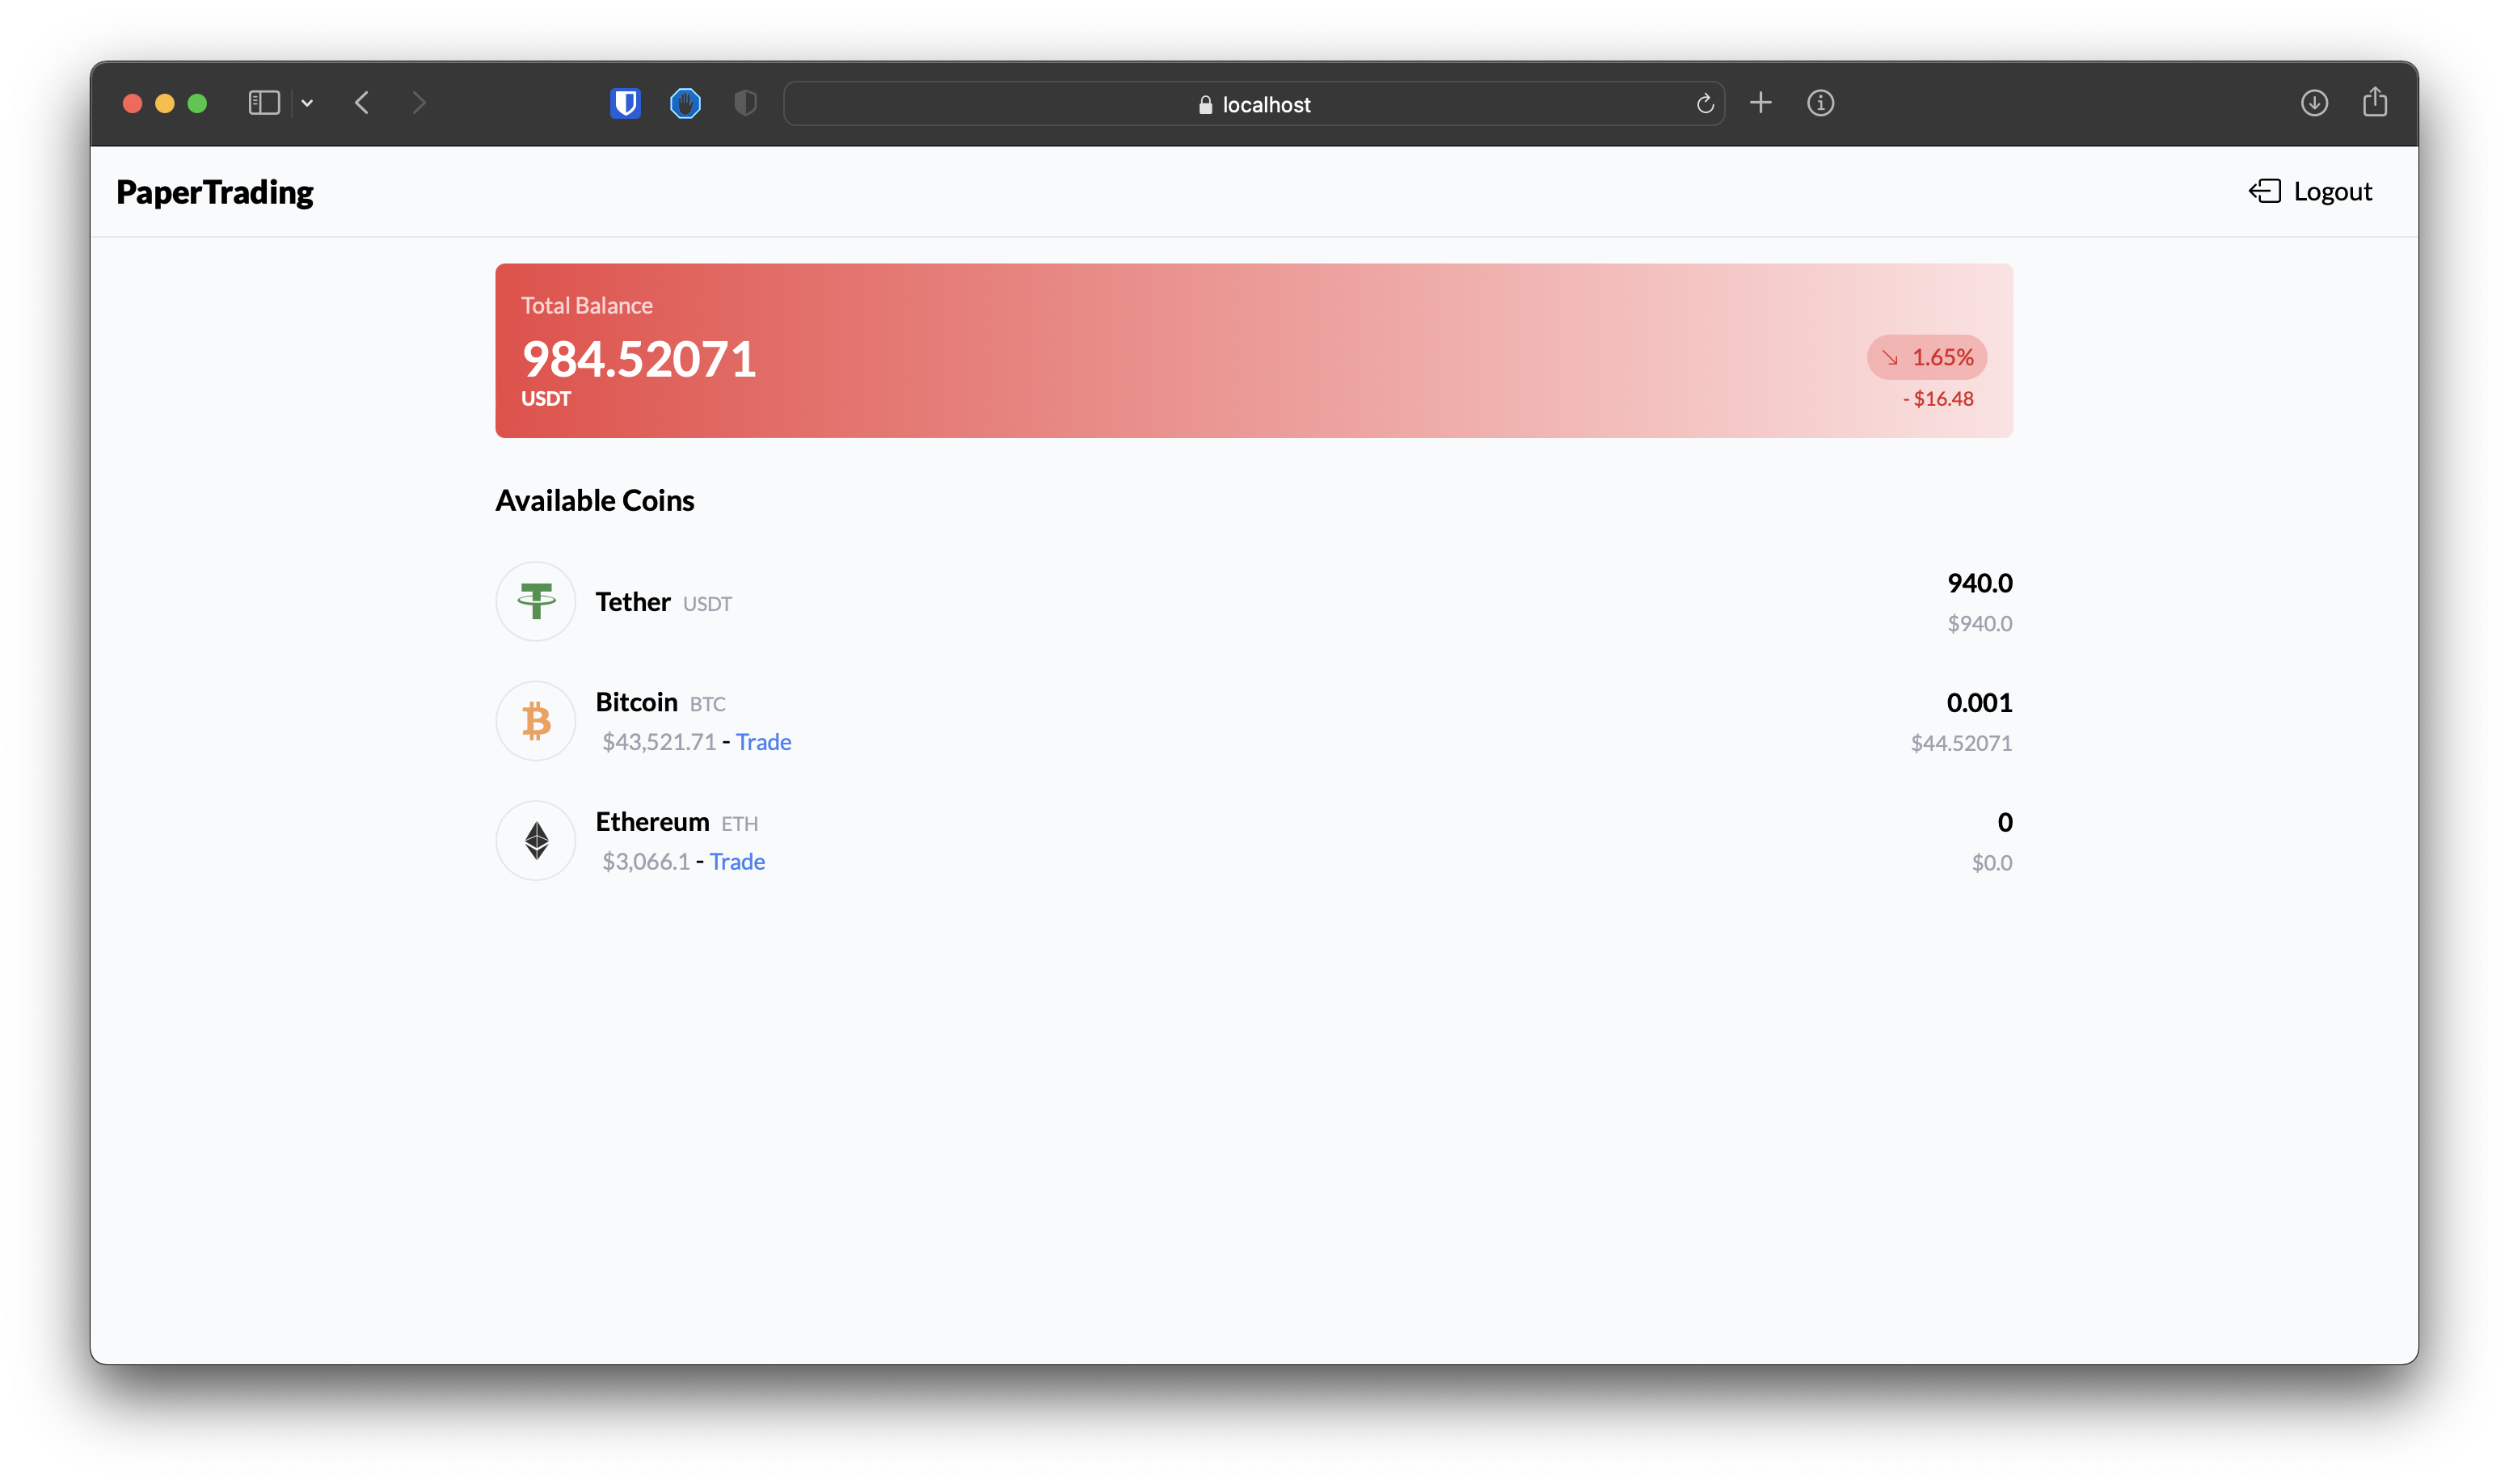 localhost
PaperTrading
Logout
Total Balance
984.52071
USDT
1.65%
- $16.48
Available Coins
Tether USDT
940.0
$940.0
Bitcoin BTC
$43,521.71 - Trade
0.001
$44.52071
Ethereum ETH
$3,066.1 - Trade
0
$0.0